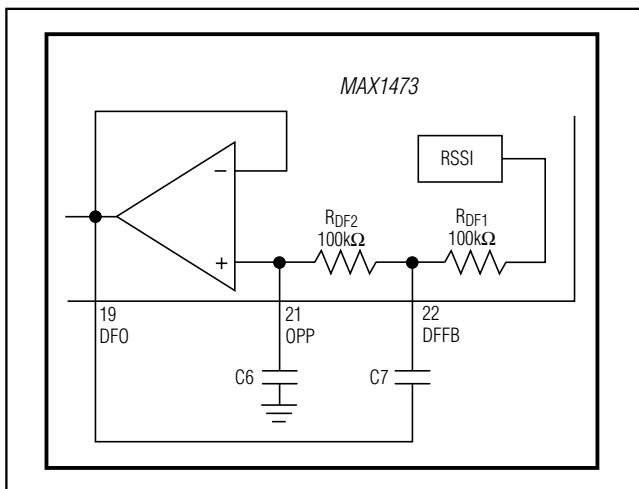 MAX1473
RSSI
−
+
RDF2
100kΩ
RDF1
100kΩ
19
DFO
21
OPP
22
DFFB
C6
C7